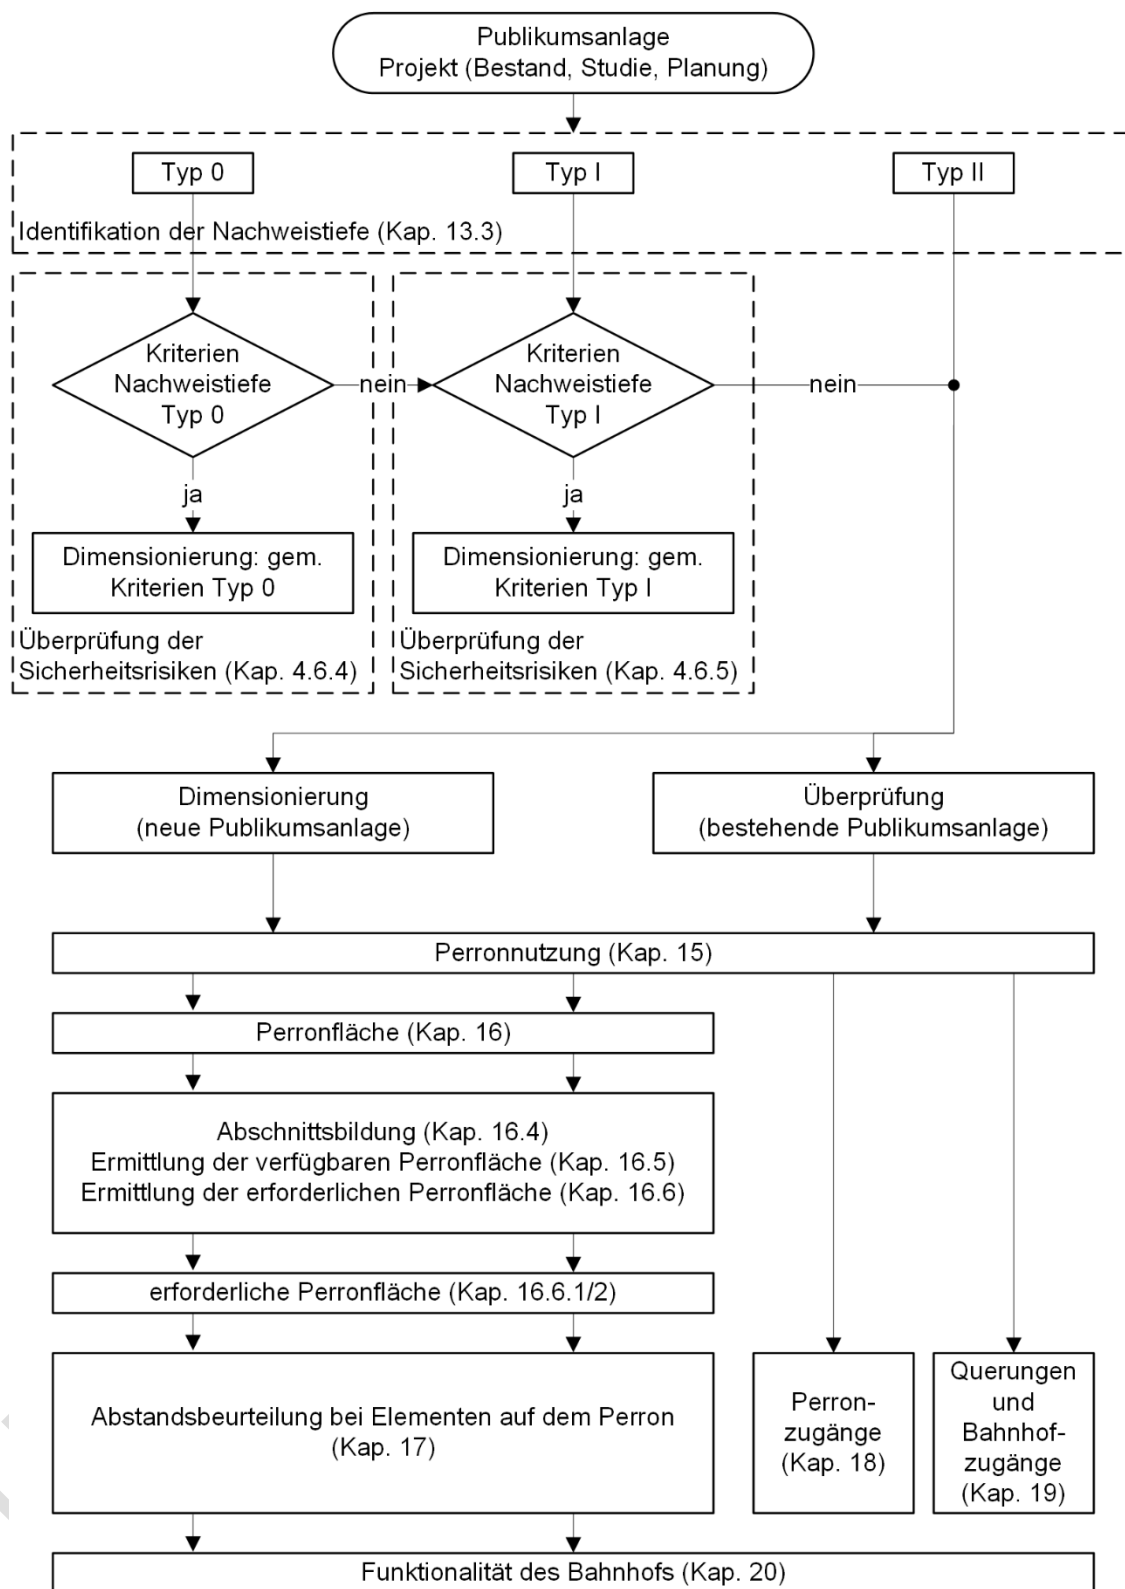 Publikumsanlage
Projekt (Bestand, Studie, Planung)
Typ 0
Typ I
Typ II
Identifikation der Nachweistiefe (Kap. 13.3)
Kriterien
Nachweistiefe
Typ 0
nein
Kriterien
Nachweistiefe
Typ I
nein
ja
ja
Dimensionierung: gem.
Kriterien Typ 0
Dimensionierung: gem.
Kriterien Typ I
Überprüfung der
Sicherheitsrisiken (Kap. 4.6.4)
Überprüfung der
Sicherheitsrisiken (Kap. 4.6.5)
Dimensionierung
(neue Publikumsanlage)
Überprüfung
(bestehende Publikumsanlage)
Perronnutzung (Kap. 15)
Perronfläche (Kap. 16)
Abschnittsbildung (Kap. 16.4)
Ermittlung der verfügbaren Perronfläche (Kap. 16.5)
Ermittlung der erforderlichen Perronfläche (Kap. 16.6)
erforderliche Perronfläche (Kap. 16.6.1/2)
Abstandsbeurteilung bei Elementen auf dem Perron
(Kap. 17)
Perron-
zugänge
(Kap. 18)
Querungen
und
Bahnhof-
zugänge
(Kap. 19)
Funktionalität des Bahnhofs (Kap. 20)